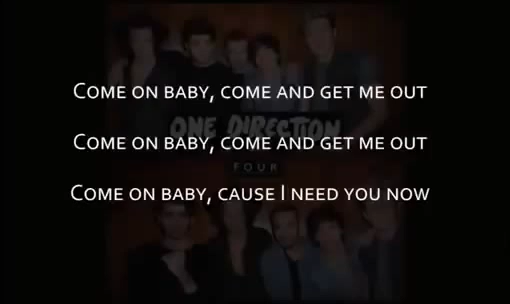 COME ON BABY, COME AND GET ME OUT
ONE DIRECTION
COME ON BABY, COME AND GET ME OUT
FOUR
COME ON BABY, CAUSE I NEED YOU NOW